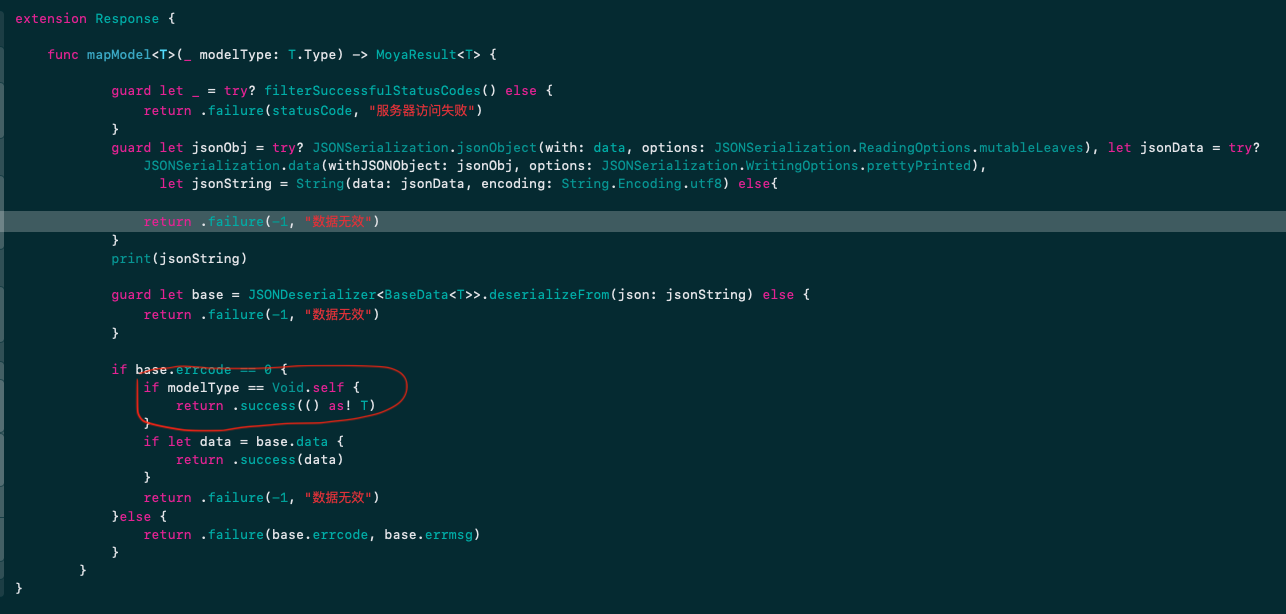 extension Response {
func mapModel<T>(_ modelType: T.Type) -> MoyaResult<T> {
guard let _ = try? filterSuccessfulStatusCodes() else {
return .failure(statusCode, "服务器访问失败")
}
guard let jsonObj = try? JSONSerialization.jsonObject(with: data, options: JSONSerialization.ReadingOptions.mutableLeaves), let jsonData = try?
JSONSerialization.data(withJSONObject: jsonObj, options: JSONSerialization.WritingOptions.prettyPrinted),
let jsonString = String(data: jsonData, encoding: String.Encoding.utf8) else{
return .failure(-1, "数据无效")
}
print(jsonString)
guard let base = JSONDeserializer<BaseData<T>>.deserializeFrom(json: jsonString) else {
return .failure(-1, "数据无效")
}
if base.errcode == 0 {
if modelType == Void.self {
return .success(() as! T)
}
if let data = base.data {
return .success(data)
}
return .failure(-1, "数据无效")
}else {
return .failure(base.errcode, base.errmsg)
}
}
}